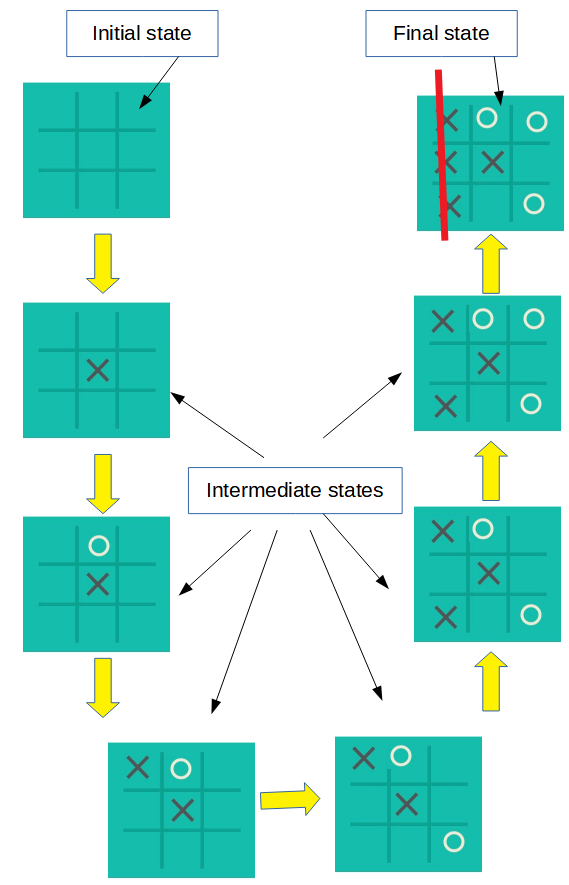 Initial state
Final state
Intermediate states